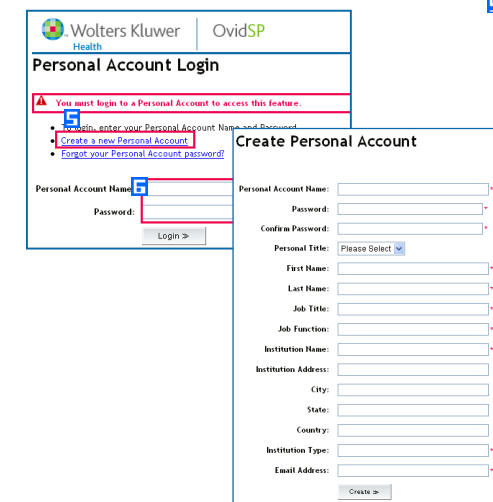 Wolters Kluwer
Health
OvidSP
Personal Account Login
You must login to a Personal Account to access this feature.
5
To login, enter your Personal Account Name and Password
Create a new Personal Account
Forgot your Personal Account password?
6
Personal Account Name
Password:
Login ≫
Create Personal Account
Personal Account Name: *
Password: *
Confirm Password: *
Personal Title: Please Select
First Name: *
Last Name: *
Job Title: *
Job Function: *
Institution Name: *
Institution Address:
City:
State:
Country:
Institution Type: *
Email Address: *
Create ≫